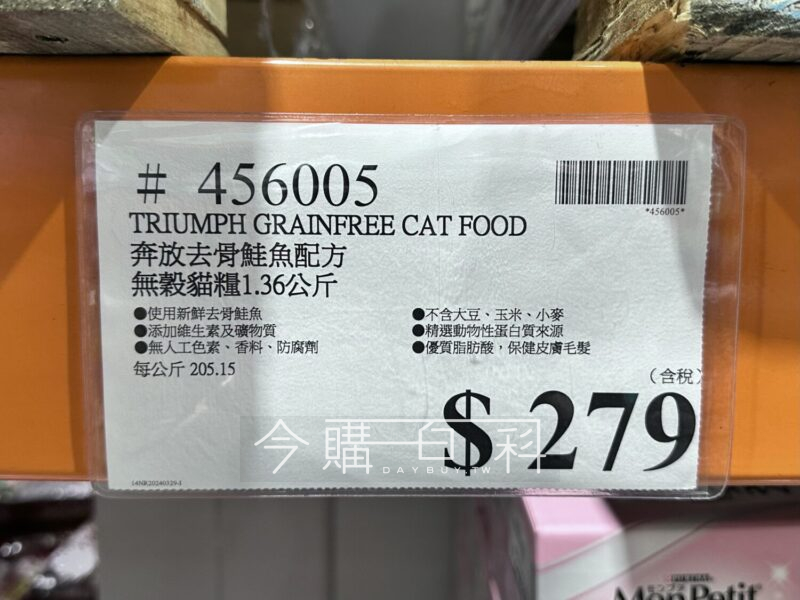 # 456005
*456005*
TRIUMPH GRAINFREE CAT FOOD
奔放去骨鮭魚配方
無穀貓糧1.36公斤
●使用新鮮去骨鮭魚
●添加維生素及礦物質
●無人工色素、香料、防腐劑
●不含大豆、玉米、小麥
●精選動物性蛋白質來源
●優質脂肪酸，保健皮膚毛髮
每公斤 205.15
（含稅）
$ 279
今購百科
DAYBUY.TW
14NR20240329-1
MonPetit